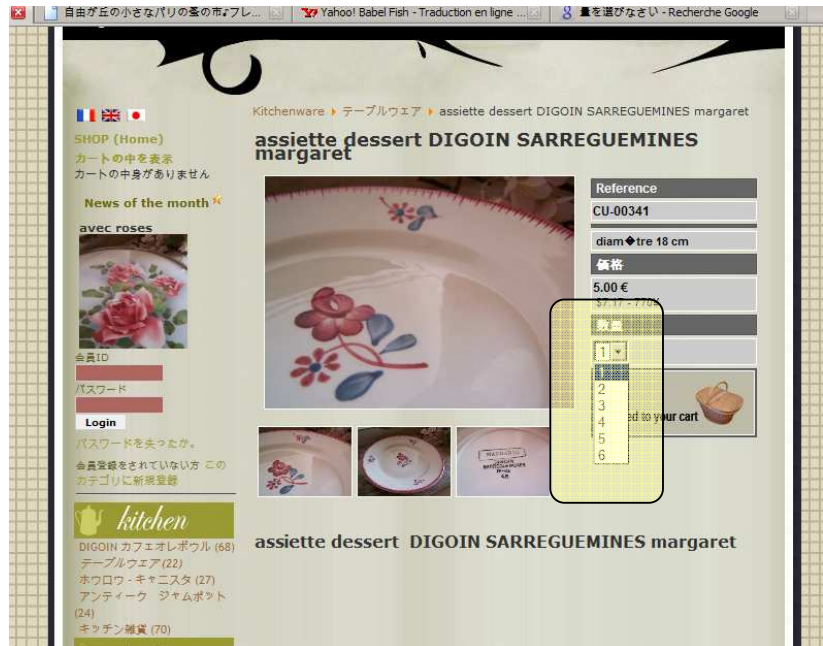 自由が丘の小さなパリの蚤の市♪フレ...
Yahoo! Babel Fish - Traduction en ligne ...
量を選びなさい - Recherche Google
SHOP (Home)
カートの中を表示
カートの中身がありません
News of the month
avec roses
会員ID
パスワード
Login
パスワードを失ったか。
会員登録をされていない方 この
カテゴリに新規登録
kitchen
DIGOIN カフェオレボウル (68)
テーブルウエア (22)
ホウロウ・キャニスタ (27)
アンティーク ジャムポット
(24)
キッチン雑貨 (70)
Kitchenware テーブルウエア assiette dessert DIGOIN SARREGUEMINES margaret
assiette dessert DIGOIN SARREGUEMINES
margaret
Reference
CU-00341
diam�tre 18 cm
価格
5.00 €
数量
1
1
2
3
4
5
6
to your cart
assiette dessert DIGOIN SARREGUEMINES margaret